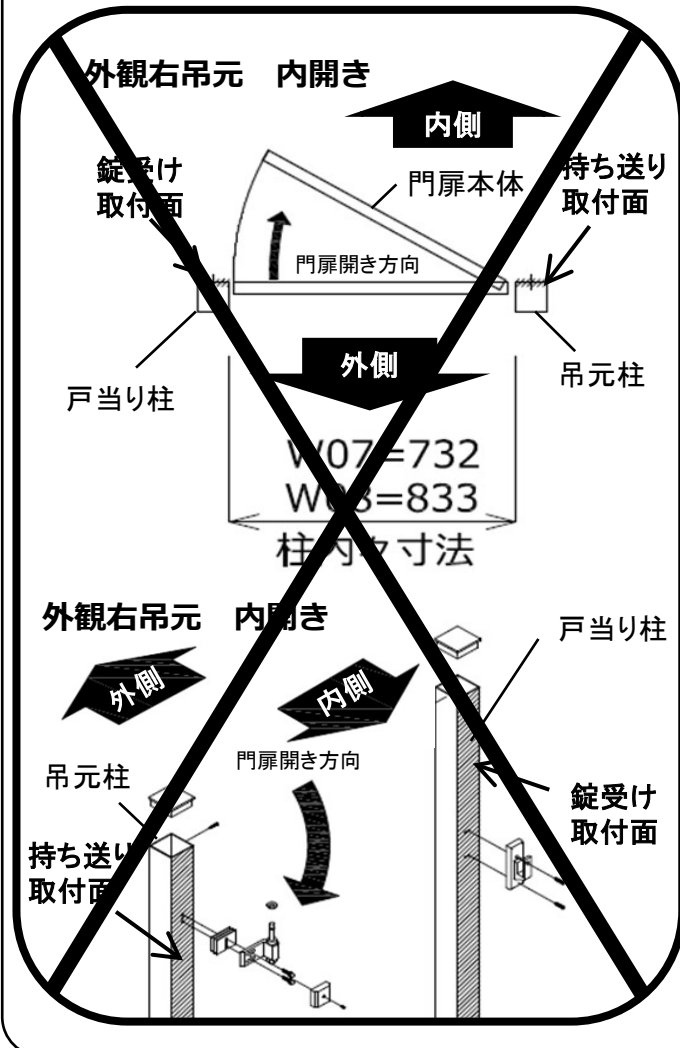 外観右吊元　内開き
内側
錠受け
取付面
門扉本体
持ち送り
取付面
門扉開き方向
外側
戸当り柱
吊元柱
W07=732
W08=833
柱内々寸法
外観右吊元　内開き
戸当り柱
外側
内側
門扉開き方向
吊元柱
錠受け
取付面
持ち送り
取付面